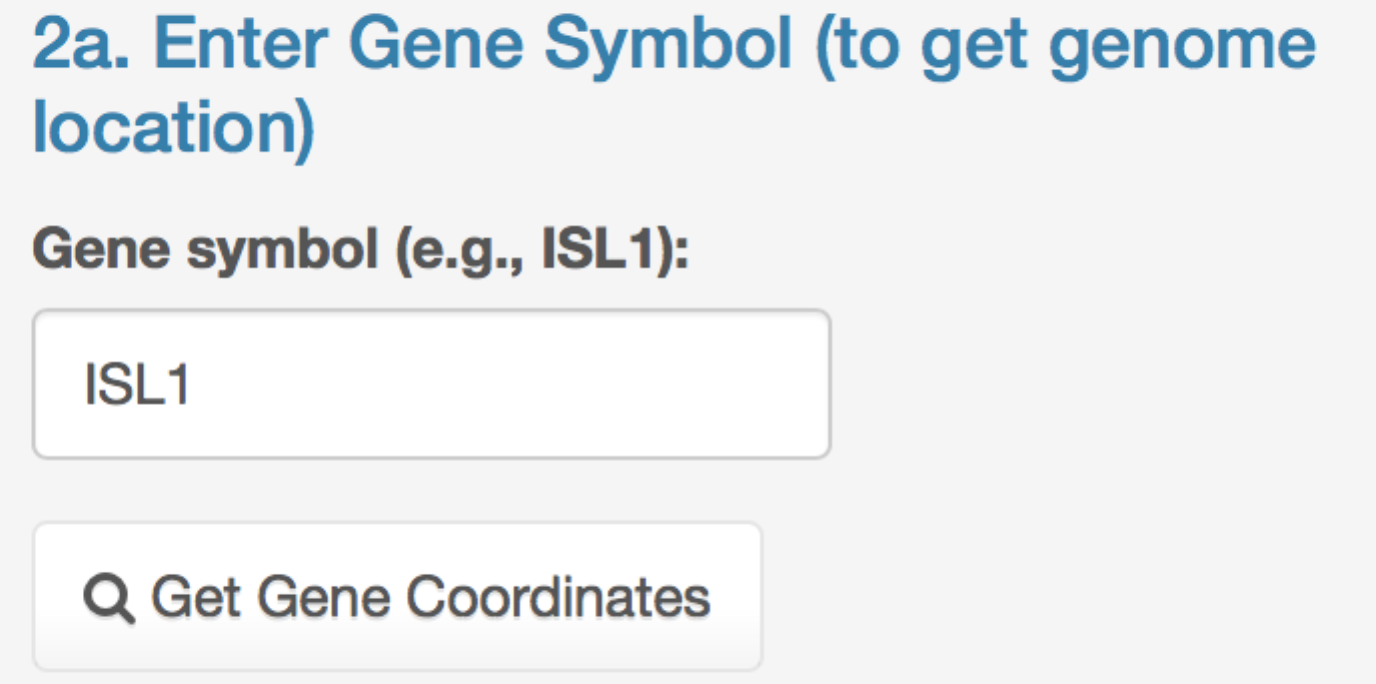 2a. Enter Gene Symbol (to get genome
location)
Gene symbol (e.g., ISL1):
ISL1
Get Gene Coordinates